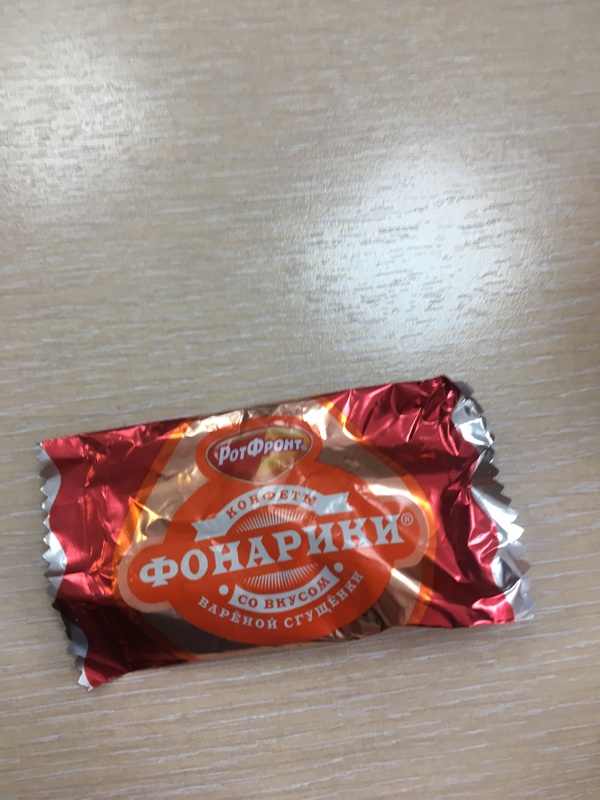 РотФронт®
КОНФЕТЫ
ФОНАРИКИ®
СО ВКУСОМ
ВАРЁНОЙ СГУЩЁНКИ